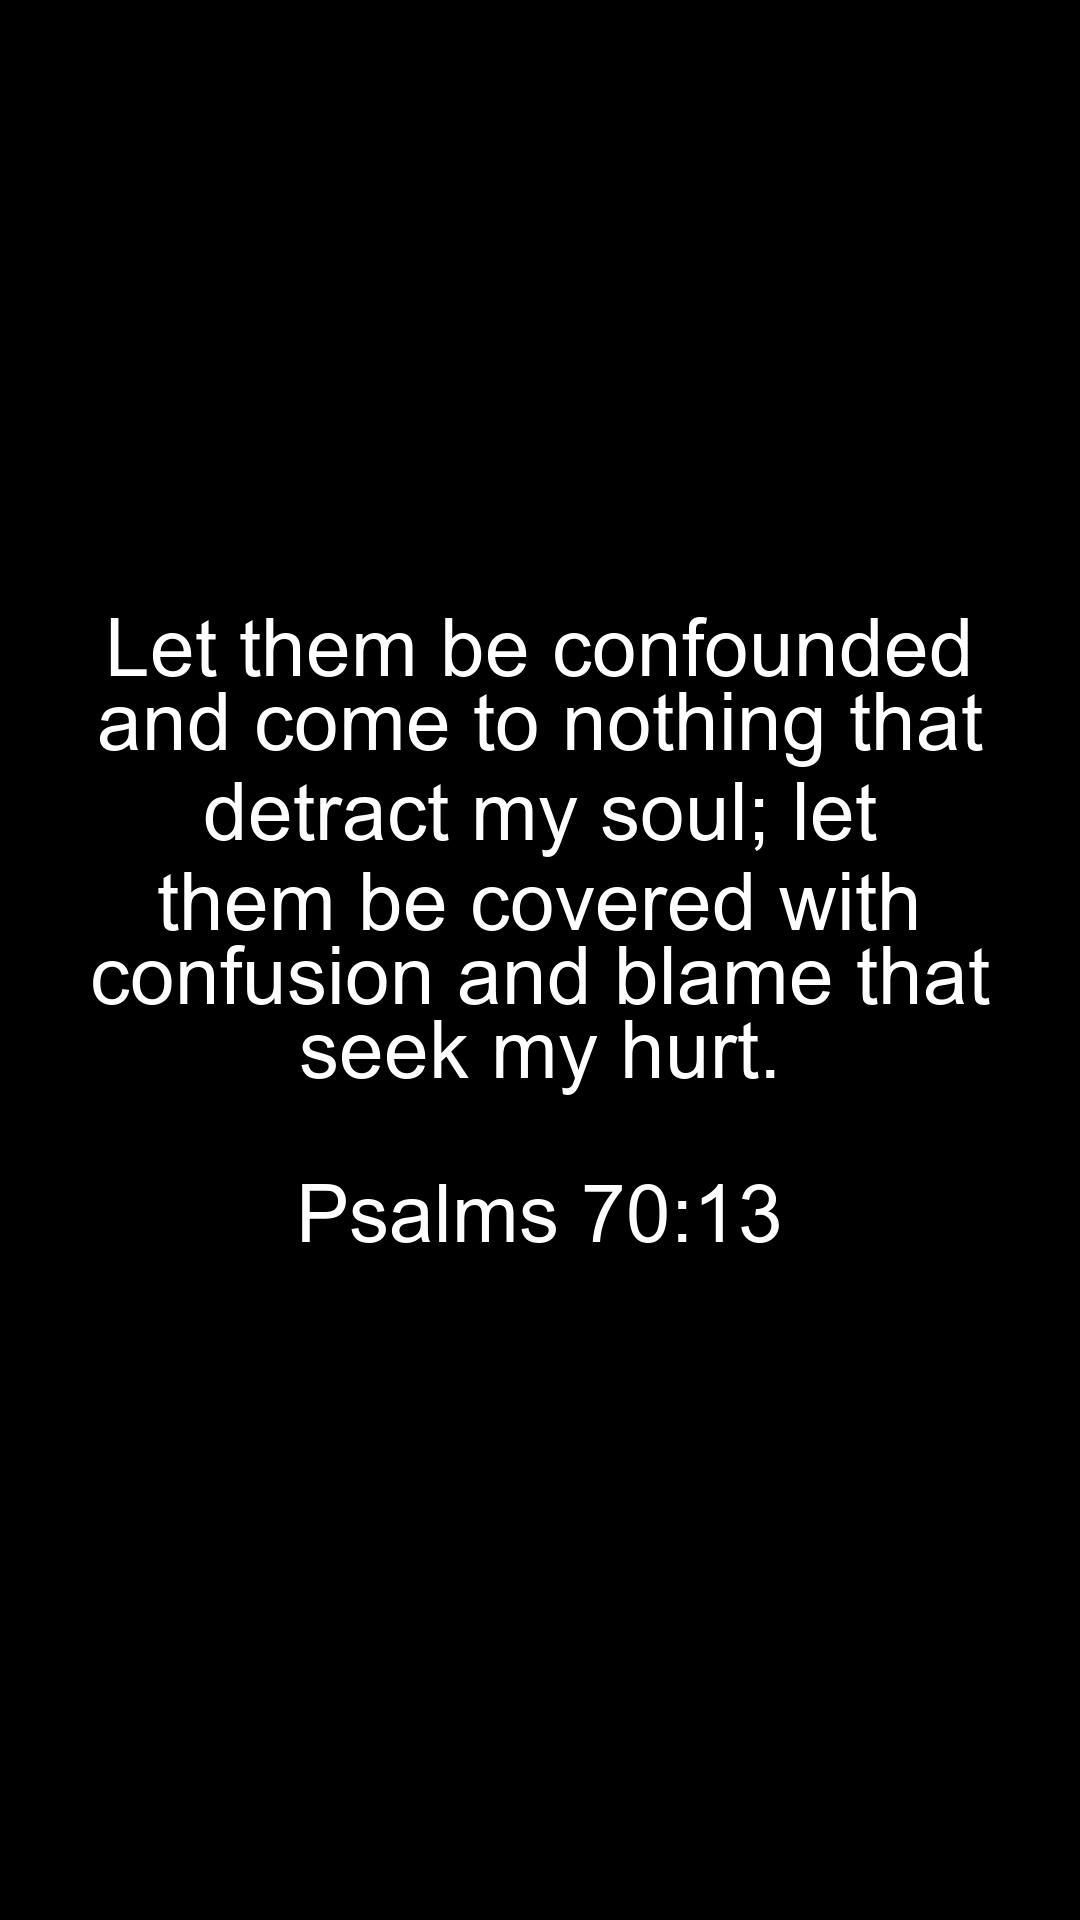 Let them be confounded
and come to nothing that
detract my soul; let
them be covered with
confusion and blame that
seek my hurt.
Psalms 70:13